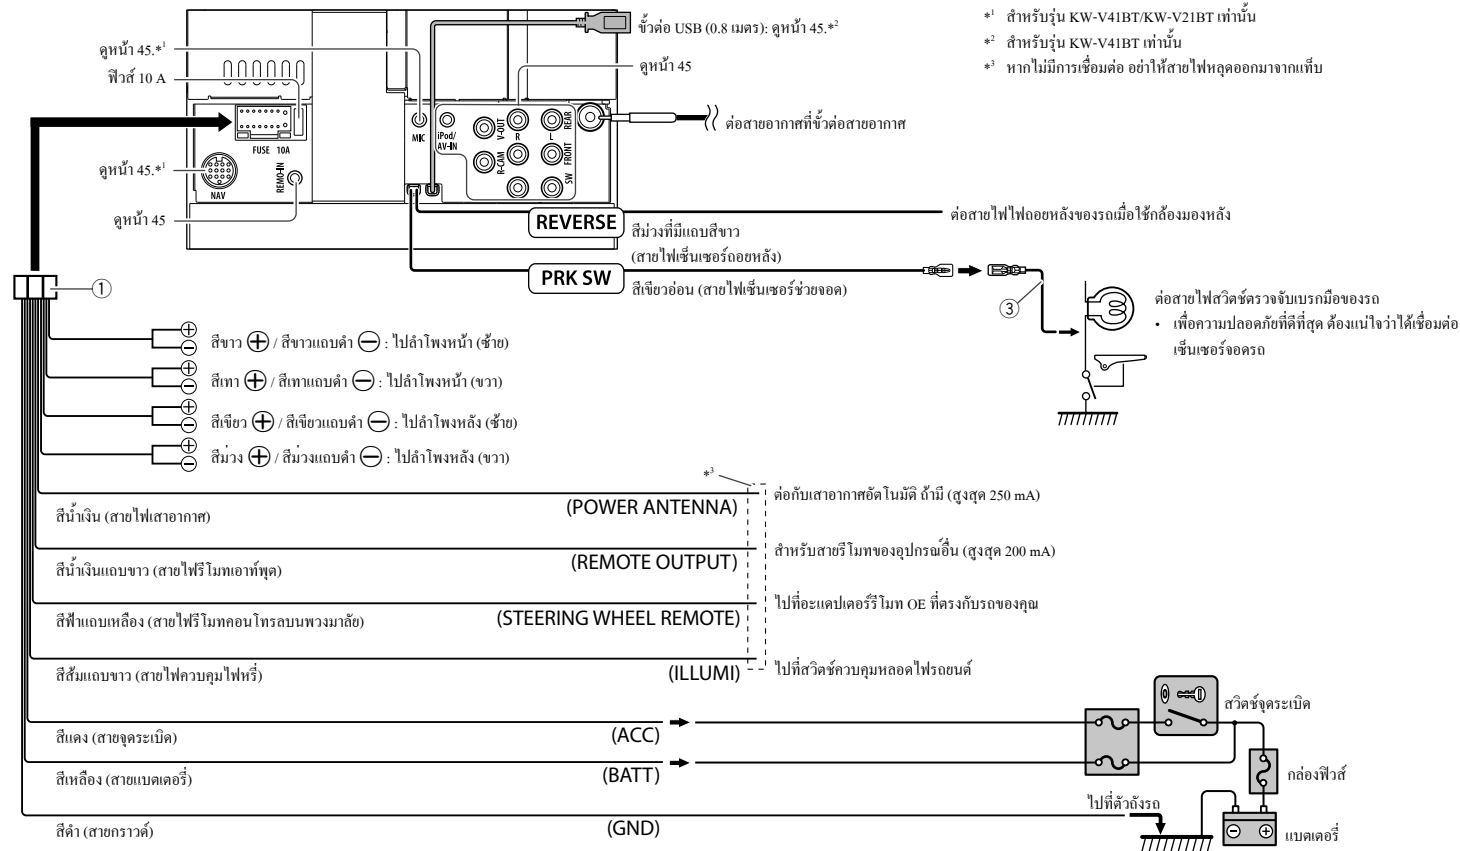 ดูหน้า 45.*1
ฟิวส์ 10 A
ขั้วต่อ USB (0.8 เมตร): ดูหน้า 45.*2
ดูหน้า 45
*1 สำหรับรุ่น KW-V41BT/KW-V21BT เท่านั้น
*2 สำหรับรุ่น KW-V41BT เท่านั้น
*3 หากไม่มีการเชื่อมต่อ อย่าให้สายไฟหลุดออกมาจากแท็บ
ต่อสายอากาศที่ขั้วต่อสายอากาศ
FUSE 10A
MIC
iPod/
AV-IN
V-OUT
R-CAM
R
L
REAR
FRONT
SW
ดูหน้า 45.*1
NAV
REMO-IN
ดูหน้า 45
REVERSE
ต่อสายไฟไฟถอยหลังของรถเมื่อใช้กล้องมองหลัง
สีม่วงที่มีแถบสีขาว
(สายไฟเซ็นเซอร์ถอยหลัง)
PRK SW
สีเขียวอ่อน (สายไฟเซ็นเซอร์ช่วยจอด)
1
3
ต่อสายไฟสวิตช์ตรวจจับเบรกมือของรถ
• เพื่อความปลอดภัยที่ดีที่สุด ต้องแน่ใจว่าได้เชื่อมต่อ
เซ็นเซอร์จอดรถ
สีขาว ⊕ / สีขาวแถบดำ ⊖ : ไปลำโพงหน้า (ซ้าย)
สีเทา ⊕ / สีเทาแถบดำ ⊖ : ไปลำโพงหน้า (ขวา)
สีเขียว ⊕ / สีเขียวแถบดำ ⊖ : ไปลำโพงหลัง (ซ้าย)
สีม่วง ⊕ / สีม่วงแถบดำ ⊖ : ไปลำโพงหลัง (ขวา)
*3
สีน้ำเงิน (สายไฟเสาอากาศ)
(POWER ANTENNA)
ต่อกับเสาอากาศอัตโนมัติ ถ้ามี (สูงสุด 250 mA)
สีน้ำเงินแถบขาว (สายไฟรีโมทเอาท์พุต)
(REMOTE OUTPUT)
สำหรับสายรีโมทของอุปกรณ์อื่น (สูงสุด 200 mA)
สีฟ้าแถบเหลือง (สายไฟรีโมทคอนโทรลบนพวงมาลัย)
(STEERING WHEEL REMOTE)
ไปที่อะแดปเตอร์รีโมท OE ที่ตรงกับรถของคุณ
สีส้มแถบขาว (สายไฟควบคุมไฟหรี่)
(ILLUMI)
ไปที่สวิตช์ควบคุมหลอดไฟรถยนต์
สีแดง (สายจุดระเบิด)
(ACC)
สวิตช์จุดระเบิด
สีเหลือง (สายแบตเตอรี่)
(BATT)
กล่องฟิวส์
สีดำ (สายกราวด์)
(GND)
ไปที่ตัวถังรถ
แบตเตอรี่